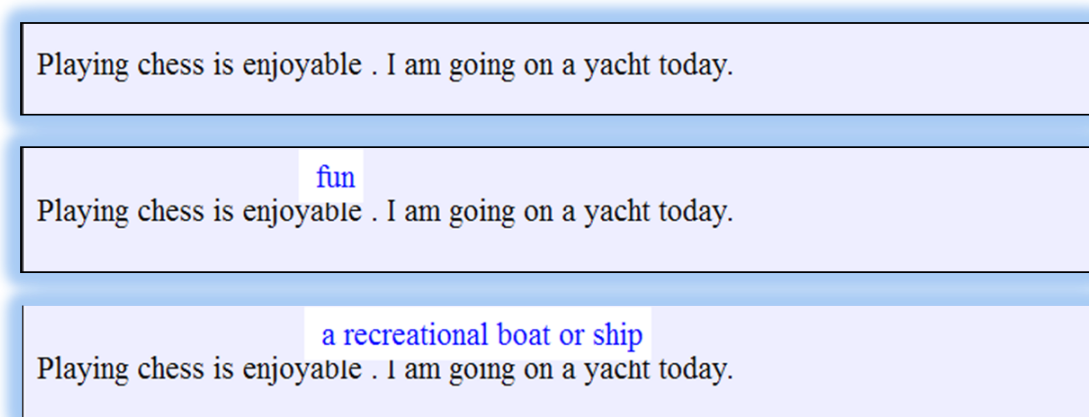 Playing chess is enjoyable . I am going on a yacht today.
fun
Playing chess is enjoyable . I am going on a yacht today.
a recreational boat or ship
Playing chess is enjoyable . I am going on a yacht today.